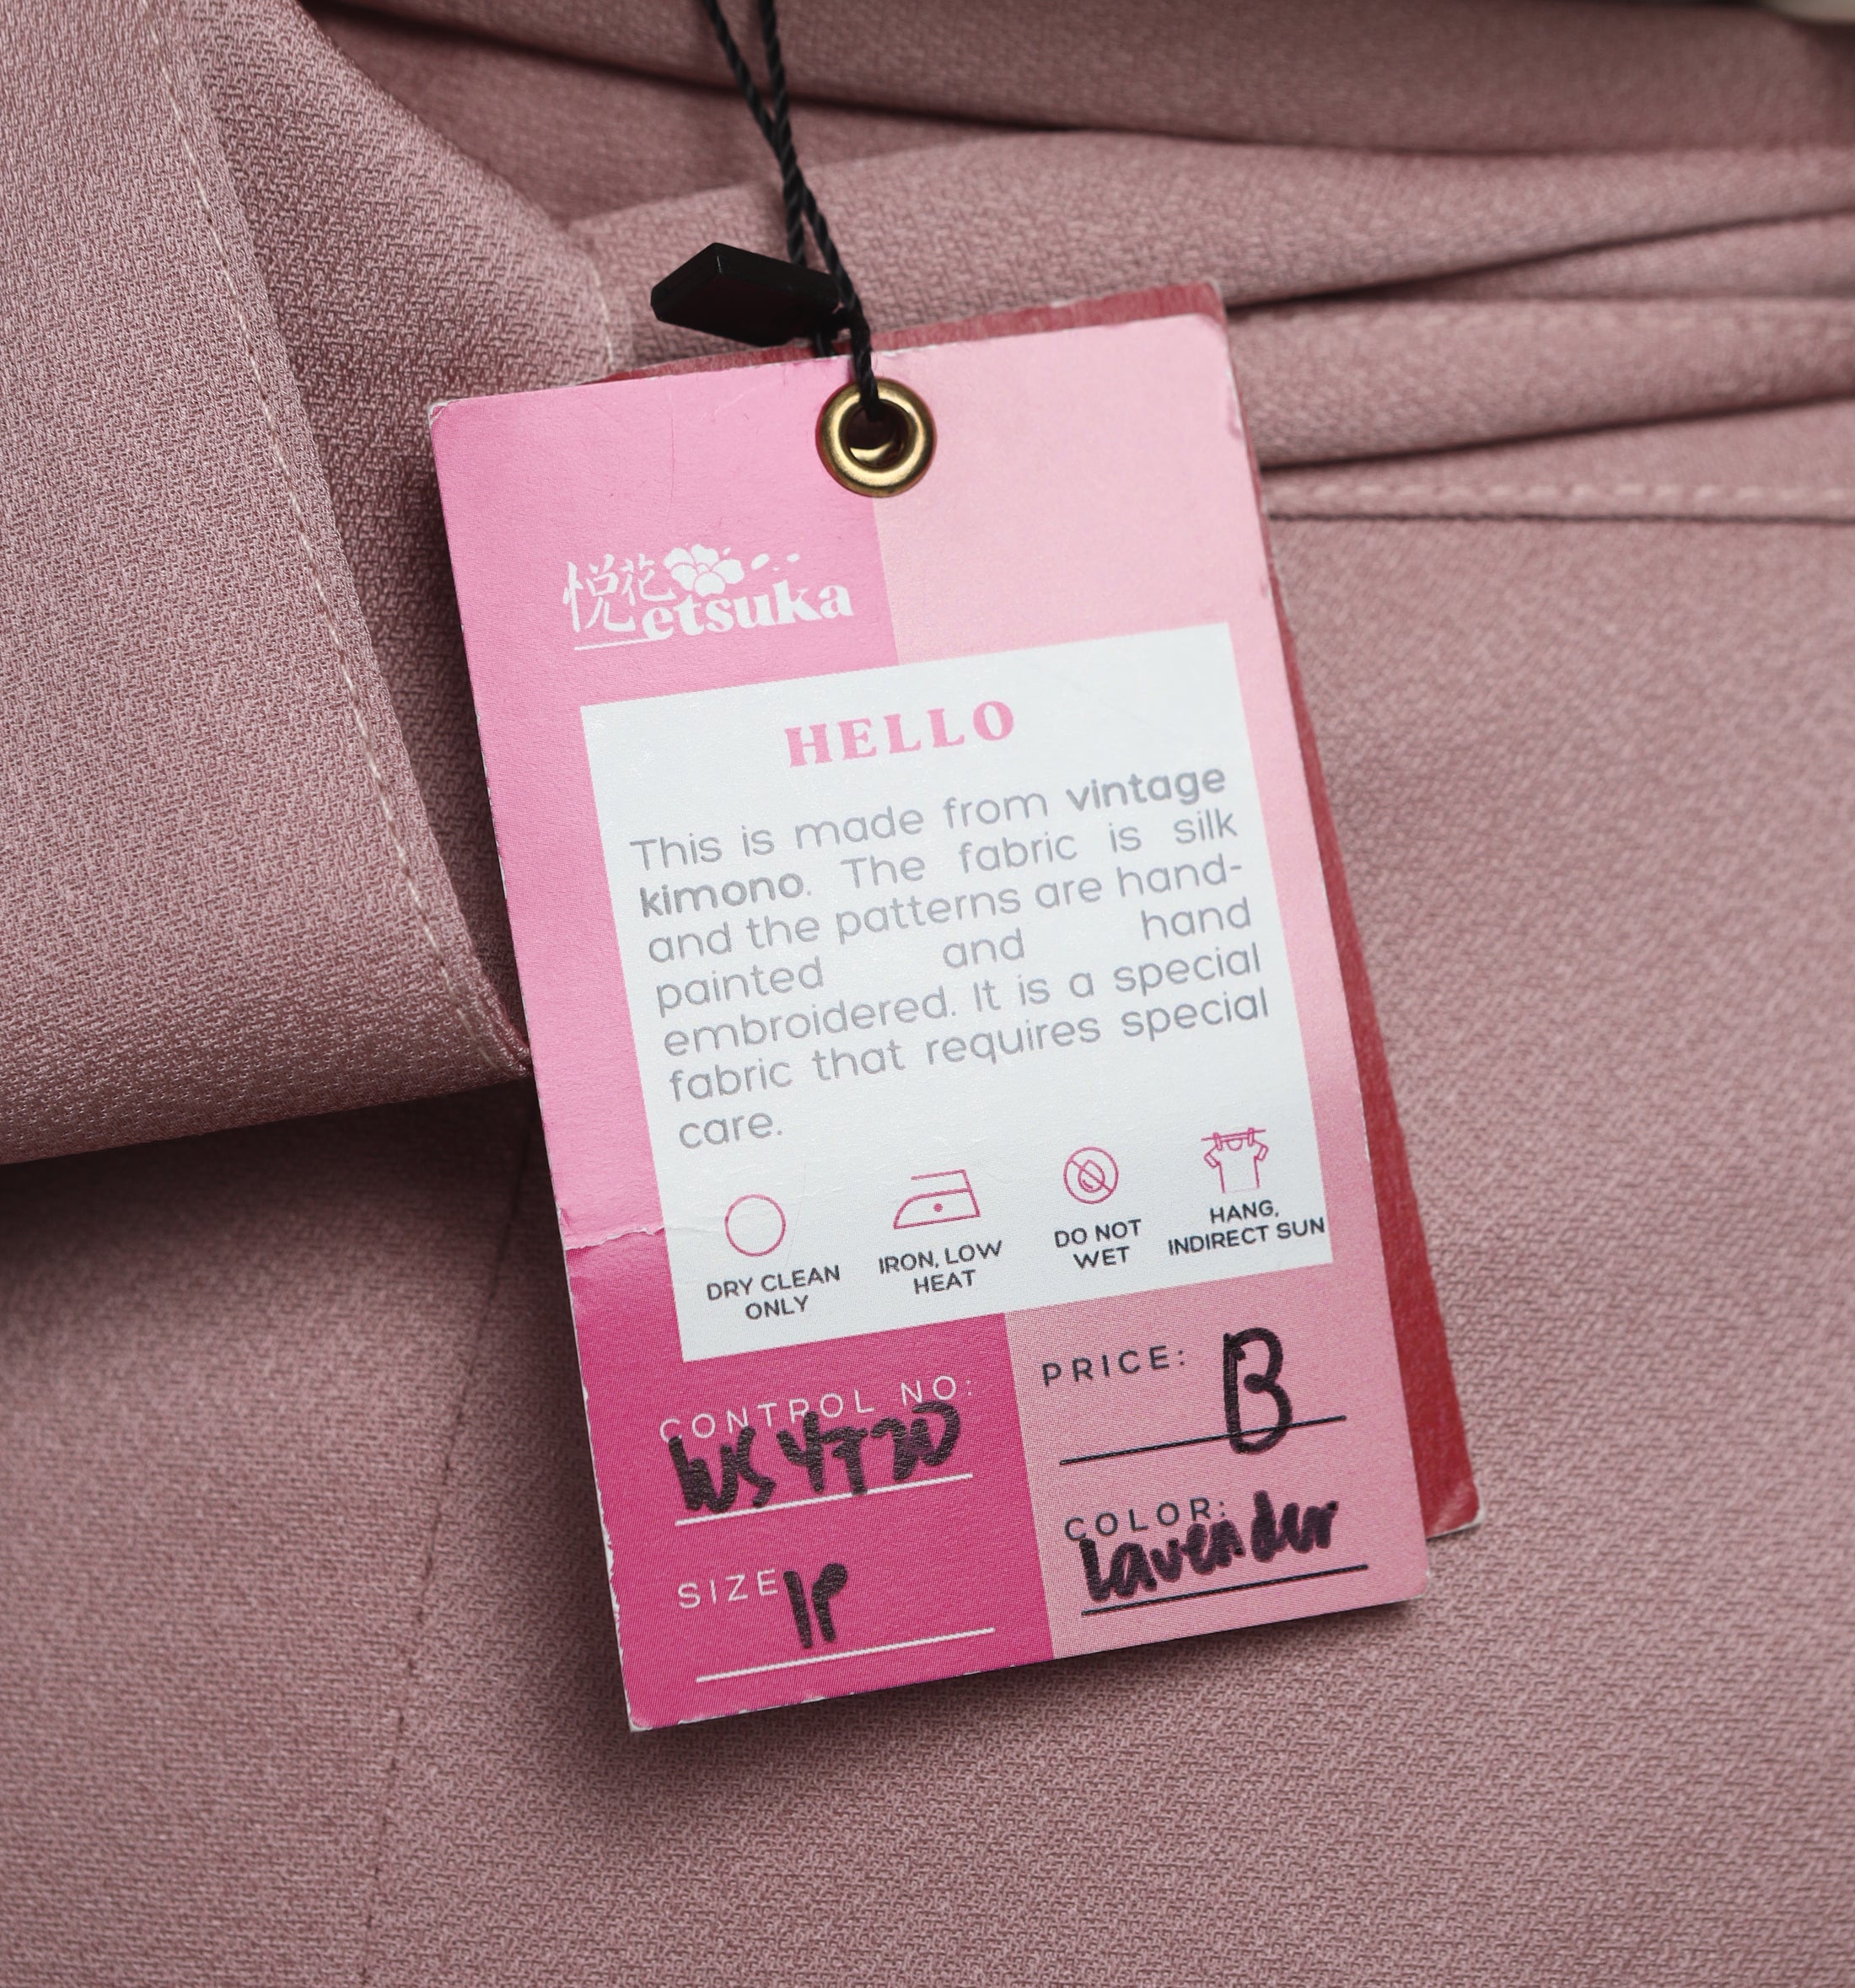 悦花
etsuka
HELLO
This is made from vintage
kimono. The fabric is silk
and the patterns are hand-
painted and hand
embroidered. It is a special
fabric that requires special
care.
DRY CLEAN
ONLY
IRON, LOW
HEAT
DO NOT
WET
HANG,
INDIRECT SUN
CONTROL NO:
PRICE: B
SIZE
COLOR:
Lavender